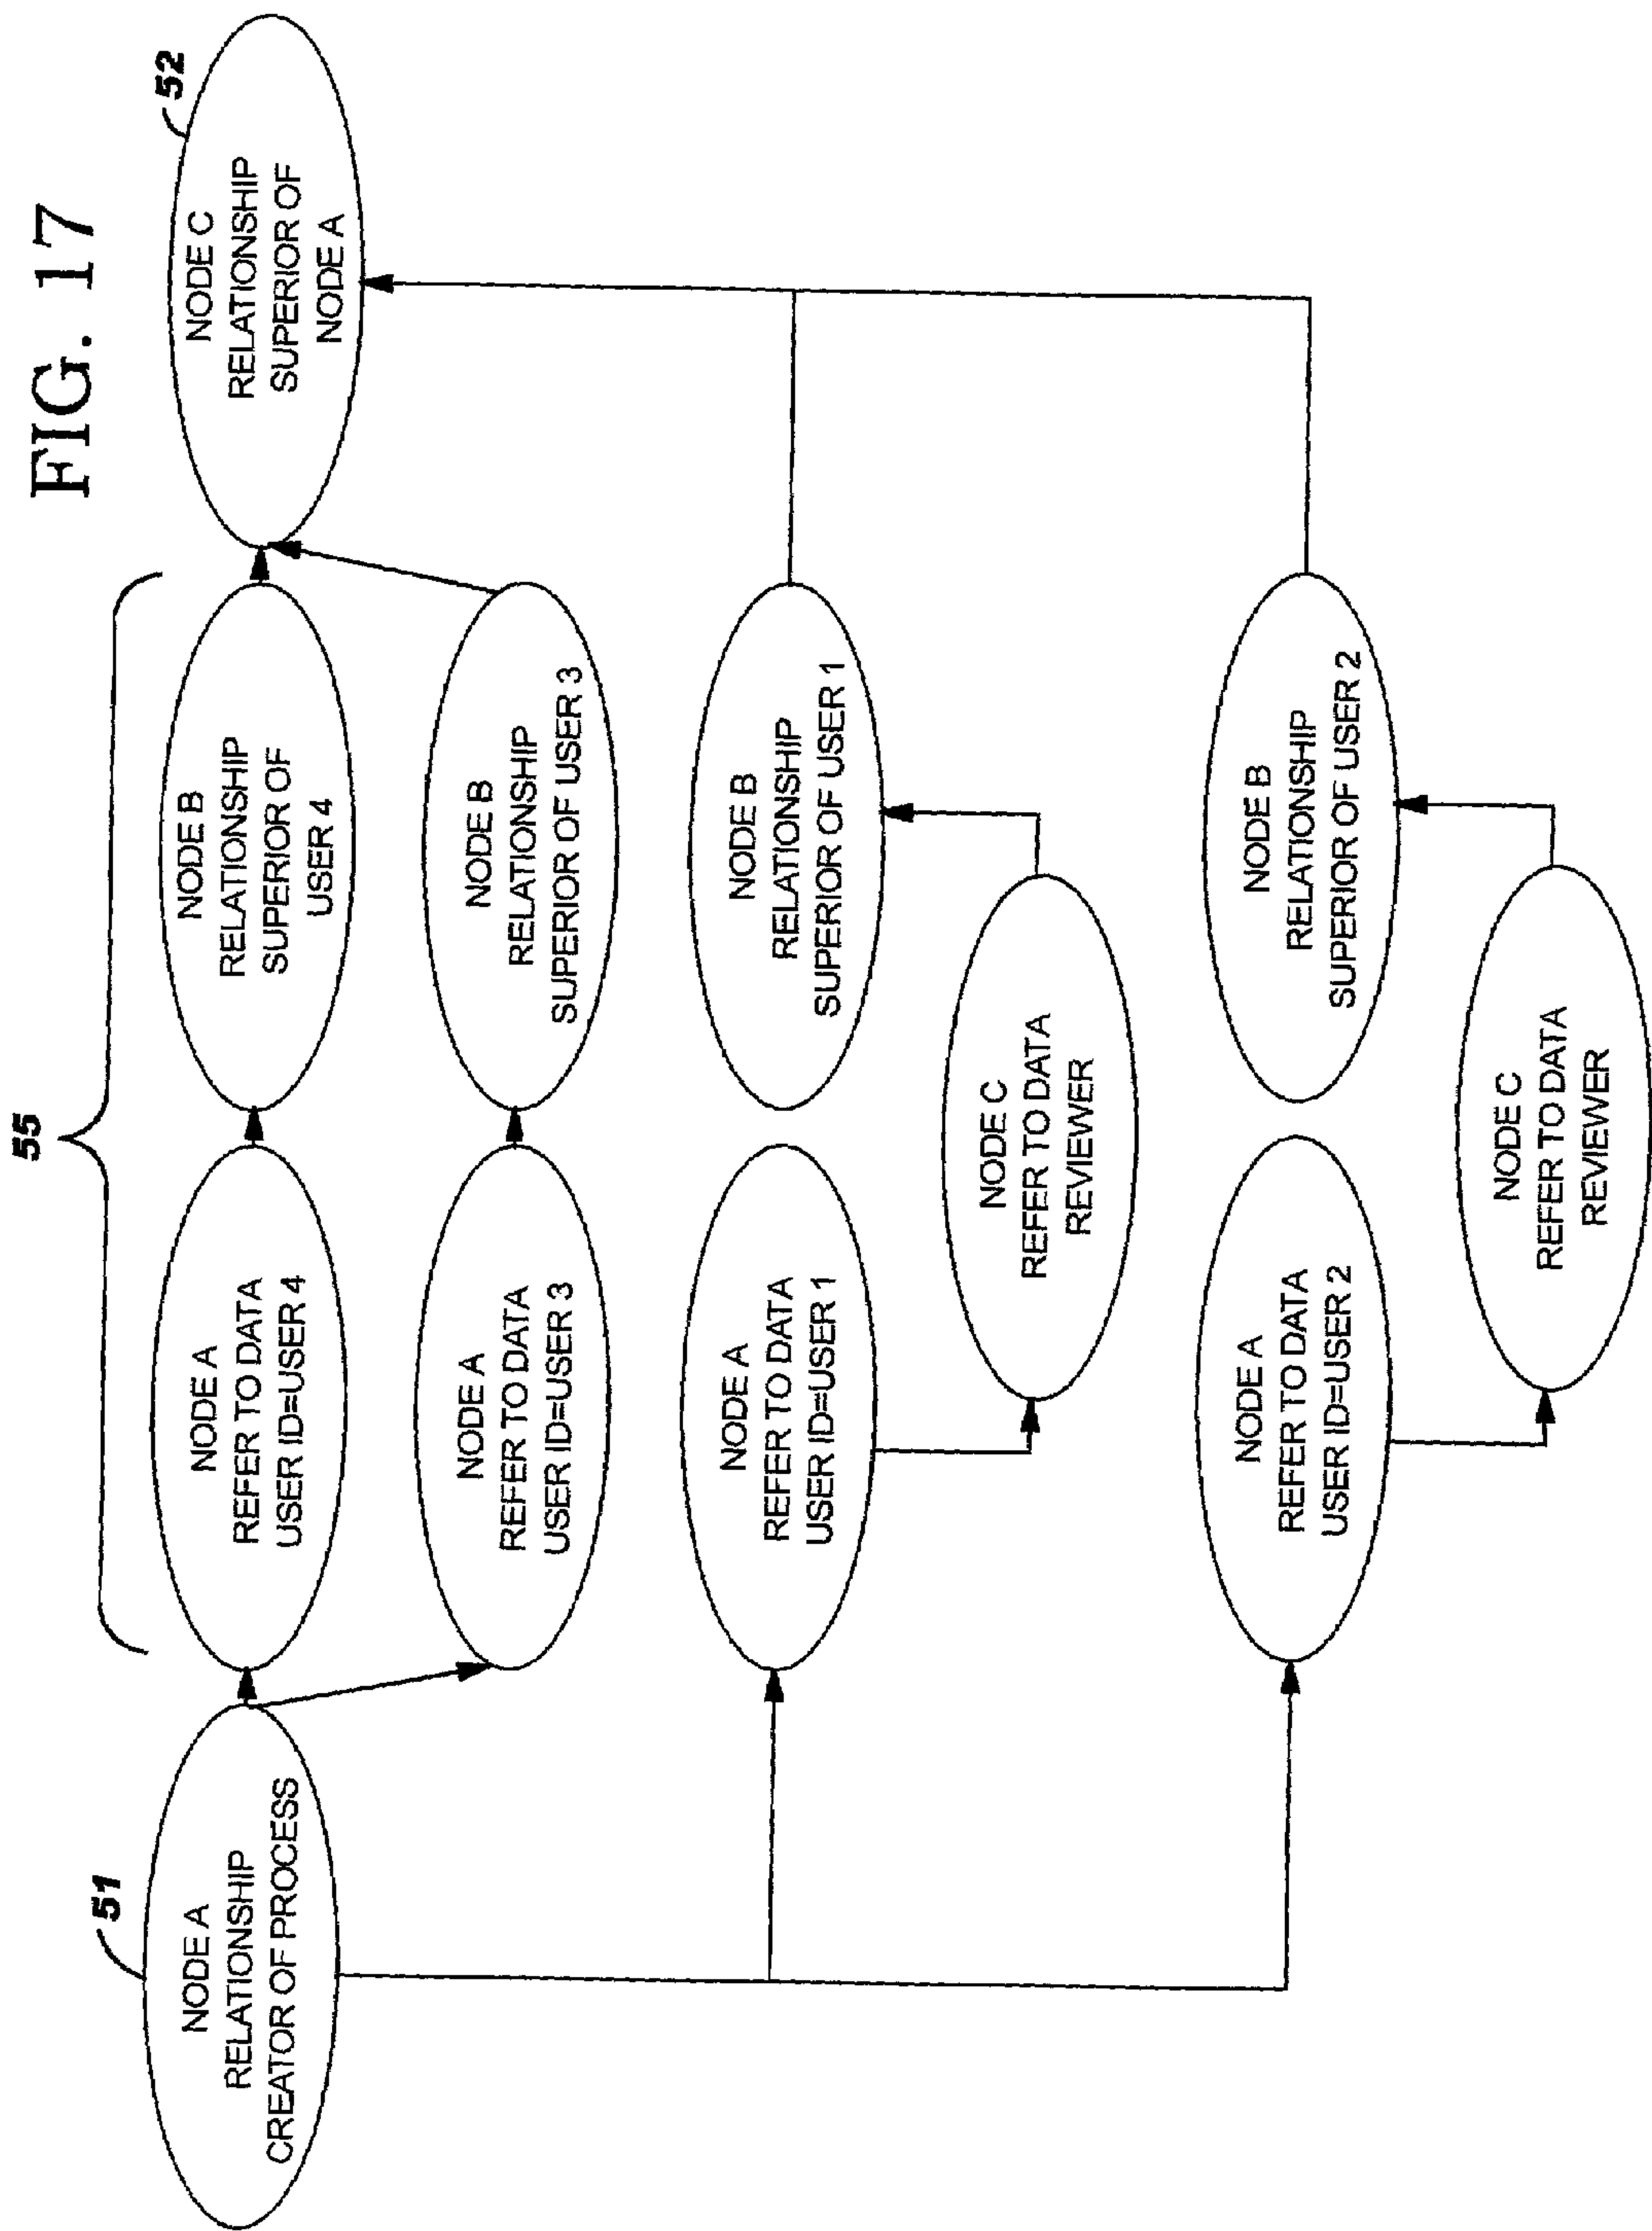 FIG. 17
55
51
NODE A
RELATIONSHIP
CREATOR OF PROCESS
NODE A
REFER TO DATA
USER ID=USER 4
NODE B
RELATIONSHIP
SUPERIOR OF
USER 4
52
NODE C
RELATIONSHIP
SUPERIOR OF
NODE A
NODE A
REFER TO DATA
USER ID=USER 3
NODE B
RELATIONSHIP
SUPERIOR OF USER 3
NODE A
REFER TO DATA
USER ID=USER 1
NODE B
RELATIONSHIP
SUPERIOR OF USER 1
NODE C
REFER TO DATA
REVIEWER
NODE A
REFER TO DATA
USER ID=USER 2
NODE B
RELATIONSHIP
SUPERIOR OF USER 2
NODE C
REFER TO DATA
REVIEWER